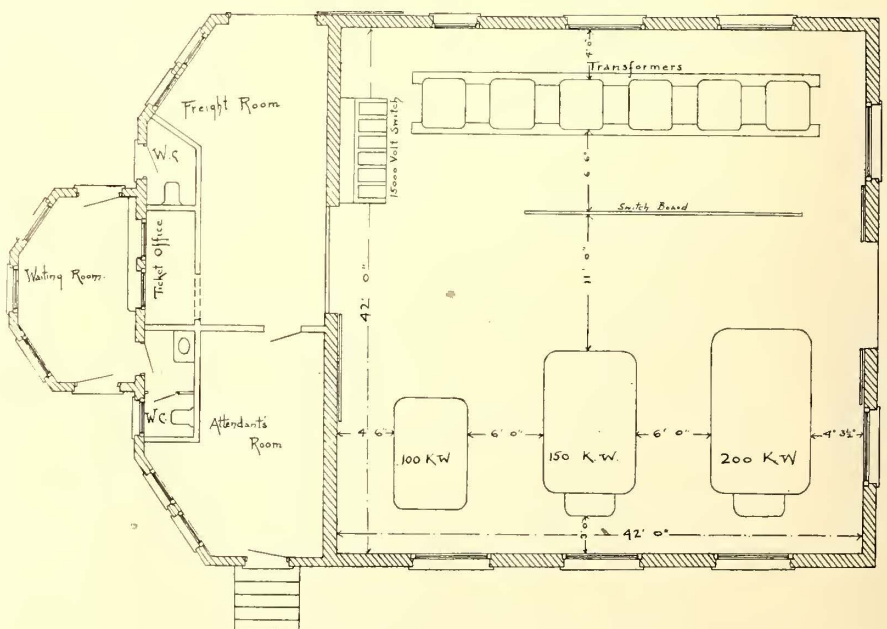 Transformers
4' 0"
Freight Room
15000 Volt Switch
W.C
6' 6"
Switch Board
Ticket Office
Waiting Room.
42' 0"
11' 0"
W.C.
Attendant's
Room
4' 6"
6' 0"
6' 0"
4' 3½"
100 KW
150 K.W.
200 KW
42' 0"